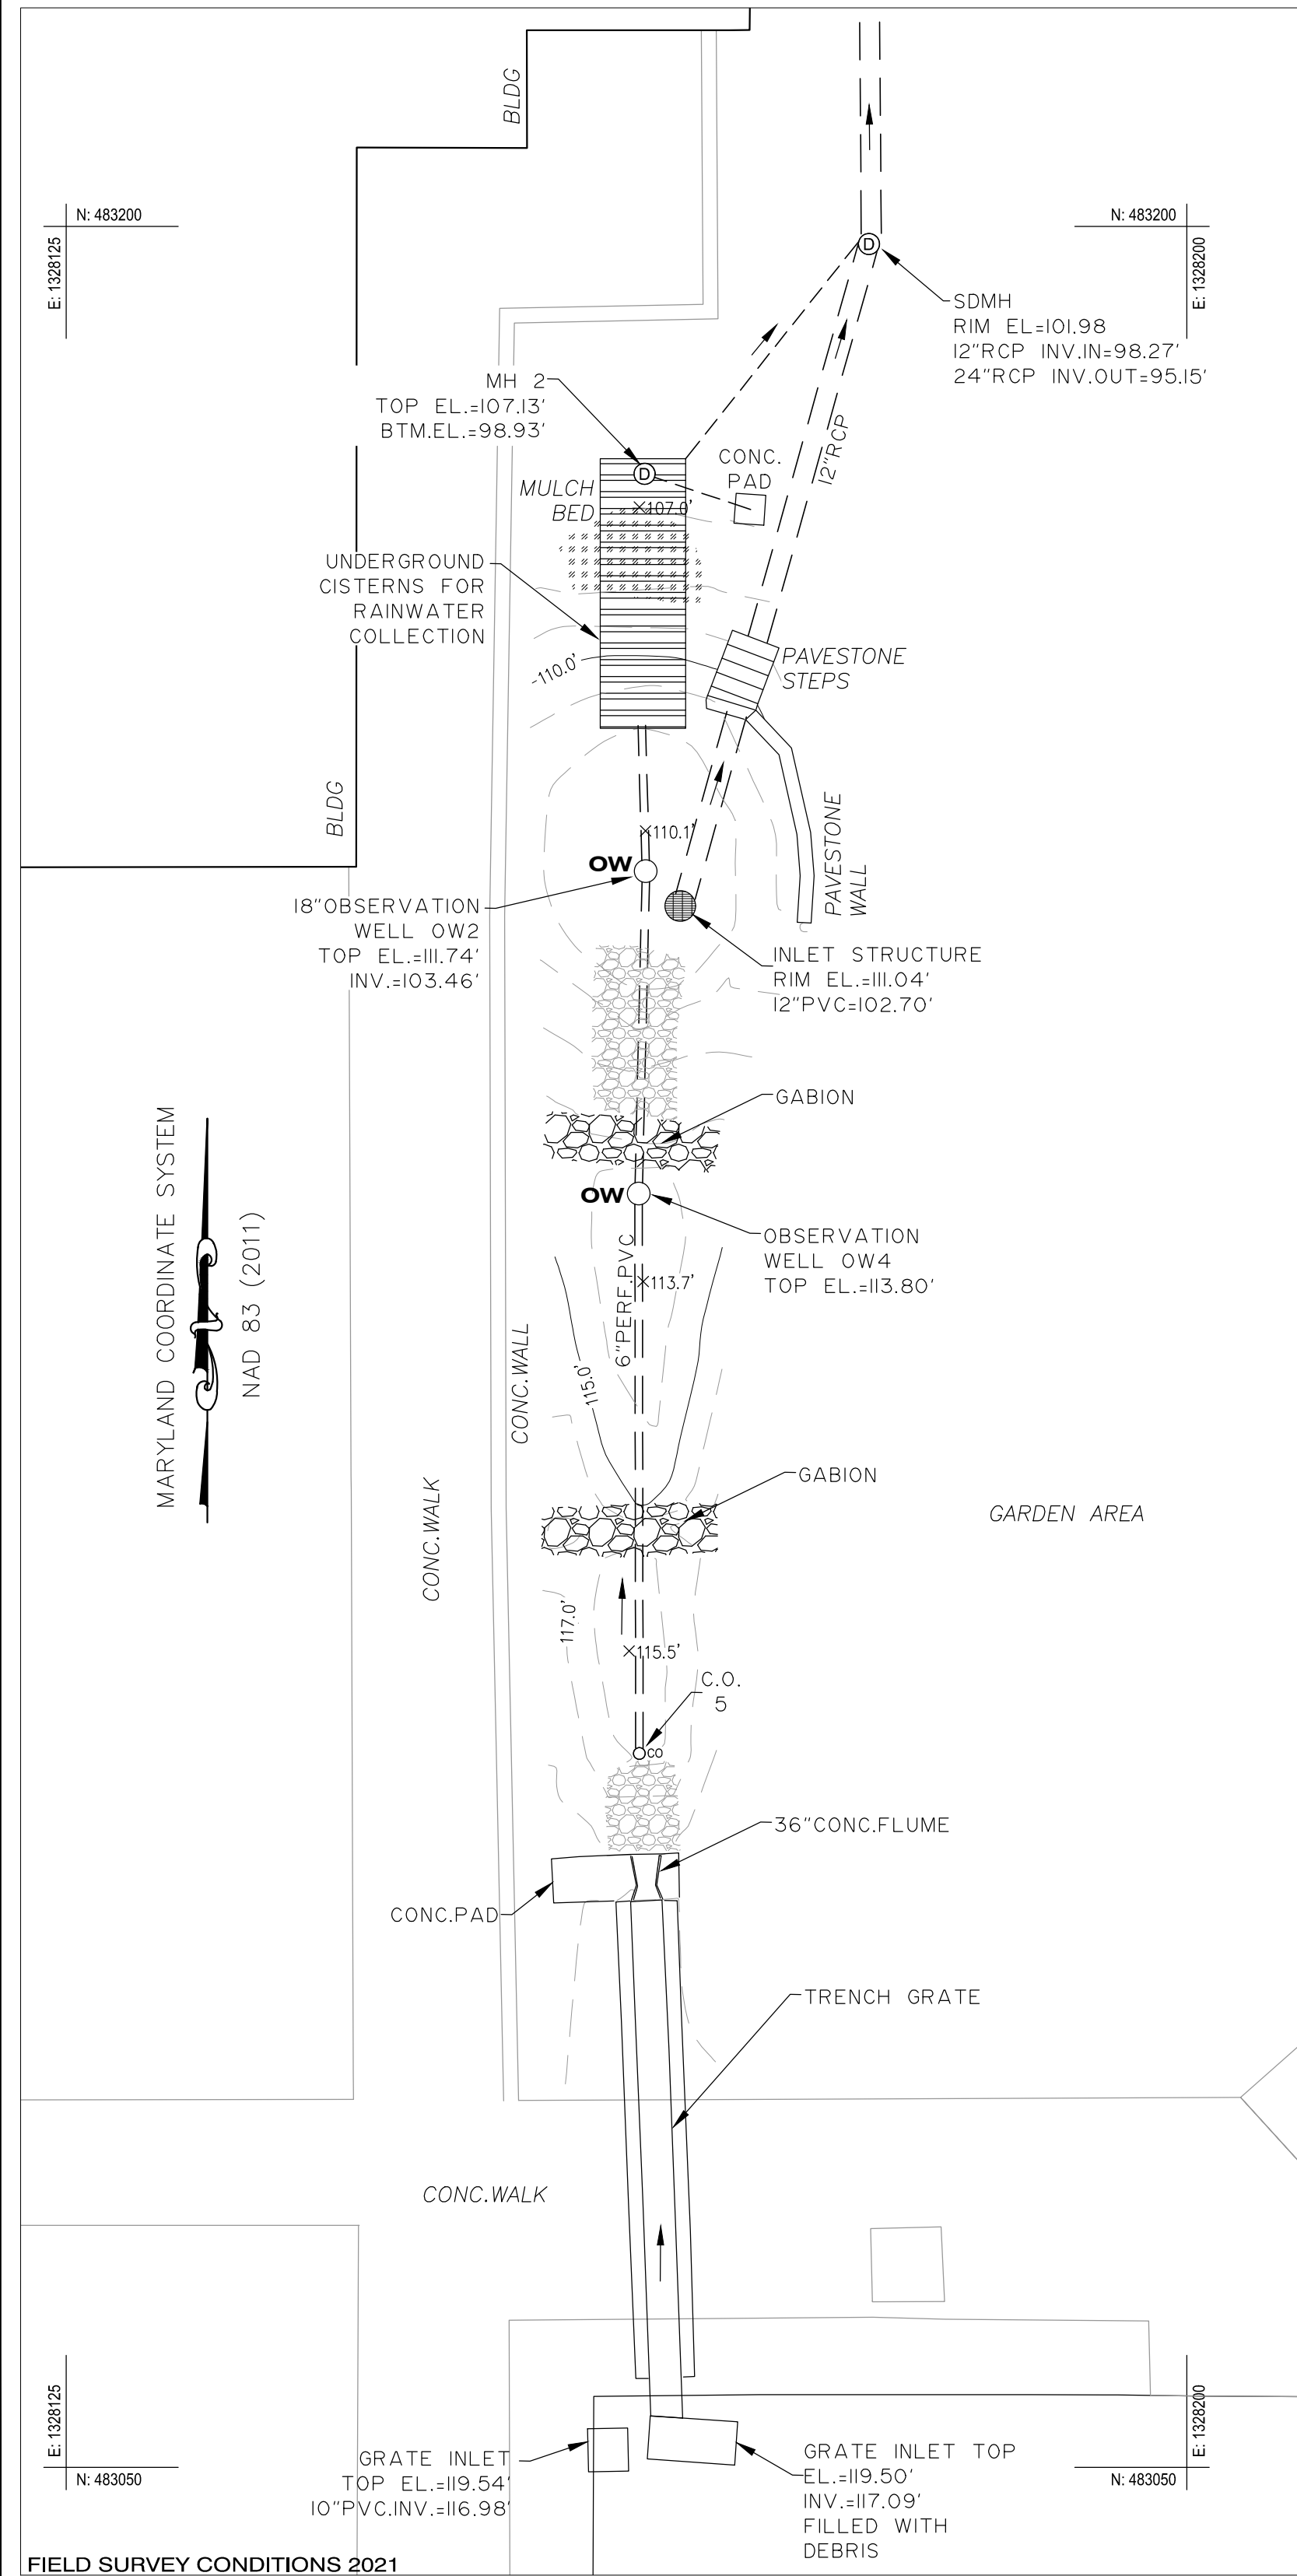 BLDG
N: 483200
E: 1328125
N: 483200
E: 1328200
D
SDMH
RIM EL=101.98
12"RCP INV.IN=98.27'
24"RCP INV.OUT=95.15'
MH 2
TOP EL.=107.13'
BTM.EL.=98.93'
12"RCP
CONC.
PAD
D
MULCH
BED
107.0'
UNDERGROUND
CISTERNS FOR
RAINWATER
COLLECTION
PAVESTONE
STEPS
-110.0'
BLDG
110.1'
PAVESTONE
WALL
OW
18"OBSERVATION
WELL OW2
TOP EL.=111.74'
INV.=103.46'
INLET STRUCTURE
RIM EL.=111.04'
12"PVC=102.70'
GABION
MARYLAND COORDINATE SYSTEM
NAD 83 (2011)
OW
OBSERVATION
WELL OW4
TOP EL.=113.80'
6"PERF.PVC
113.7'
CONC.WALL
115.0'
GABION
CONC.WALK
GARDEN AREA
117.0'
115.5'
C.O.
5
CO
36"CONC.FLUME
CONC.PAD
TRENCH GRATE
CONC.WALK
E: 1328125
N: 483050
GRATE INLET
TOP EL.=119.54'
10"PVC.INV.=116.98'
GRATE INLET TOP
EL.=119.50'
INV.=117.09'
FILLED WITH
DEBRIS
E: 1328200
N: 483050
FIELD SURVEY CONDITIONS 2021